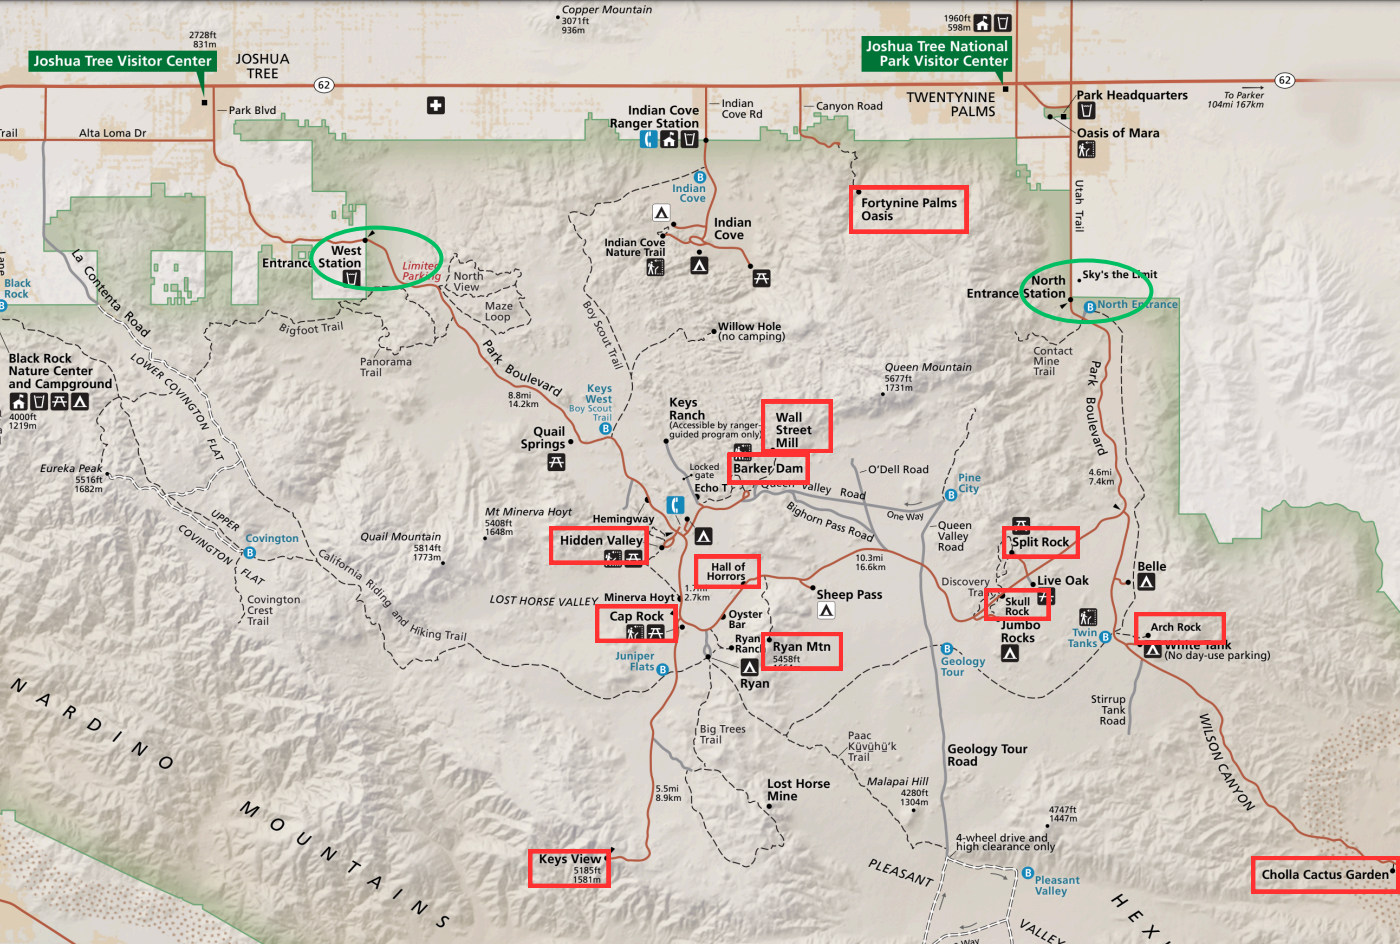 Copper Mountain
3071ft
936m
2728ft
831m
Joshua Tree Visitor Center
JOSHUA
TREE
1960ft
598m
Joshua Tree National
Park Visitor Center
62
62
Park Blvd
Alta Loma Dr
Trail
Indian Cove
Ranger Station
Indian
Cove Rd
Canyon Road
TWENTYNINE
PALMS
Park Headquarters
Oasis of Mara
To Parker
104mi 167km
Utah Trail
Indian
Cove
Indian
Cove
Indian Cove
Nature Trail
Fortynine Palms
Oasis
West
Entrance Station
Limited
Parking
North
View
Maze
Loop
Bigfoot Trail
Panorama
Trail
La Contenta Road
Lane
Black
Rock
Black Rock
Nature Center
and Campground
4000ft
1219m
LOWER COVINGTON FLAT
Eureka Peak
5516ft
1682m
UPPER
COVINGTON FLAT
Covington
Covington
Crest
Trail
California Riding and Hiking Trail
Park Boulevard
8.8mi
14.2km
Boy Scout Trail
Willow Hole
(no camping)
Keys
West
Boy Scout
Trail
Quail
Springs
Keys
Ranch
(Accessible by ranger-
guided program only)
Locked
gate
Echo T
Wall
Street
Mill
Barker Dam
Queen Valley Road
Queen Mountain
5677ft
1731m
O'Dell Road
Bighorn Pass Road
One Way
Pine
City
Queen
Valley
Road
North
Entrance Station
Sky's the Limit
North Entrance
Contact
Mine
Trail
Park Boulevard
4.6mi
7.4km
Mt Minerva Hoyt
5408ft
1648m
Quail Mountain
5814ft
1773m
Hemingway
Hidden Valley
Hall of
Horrors
10.3mi
16.6km
Split Rock
Discovery
Trail
Live Oak
Skull
Rock
Jumbo
Rocks
Belle
LOST HORSE VALLEY
Minerva Hoyt
1.7mi
2.7km
Cap Rock
Sheep Pass
Oyster
Bar
Ryan
Ranch
Ryan Mtn
5458ft
Ryan
Juniper
Flats
Geology
Tour
Twin
Tanks
Arch Rock
White Tank
(No day-use parking)
Stirrup
Tank
Road
Big Trees
Trail
Paac
Kü̱vühü̱'k
Trail
Geology Tour
Road
WILSON CANYON
Lost Horse
Mine
Malapai Hill
4280ft
1304m
4747ft
1447m
5.5mi
8.9km
Keys View
5185ft
1581m
4-wheel drive and
high clearance only
PLEASANT
Pleasant
Valley
VALLEY
Way
Cholla Cactus Garden
NARDINO
MOUNTAINS
HEXI